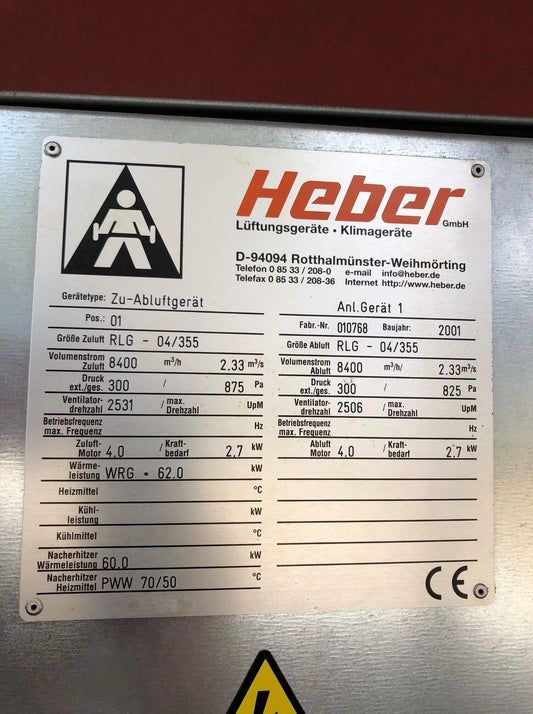 Heber GmbH
Lüftungsgeräte • Klimageräte
D-94094 Rotthalmünster-Weihmörting
Telefon 0 85 33 / 208-0 e-mail info@heber.de
Telefax 0 85 33 / 208-36 Internet http://www.heber.de
Gerätetype: Zu-Abluftgerät Anl.Gerät 1
Pos.: 01 Fabr.-Nr. 010768 Baujahr: 2001
Größe Zuluft RLG - 04/355 Größe Abluft RLG - 04/355
Volumenstrom Zuluft 8400 m³/h 2.33 m³/s Volumenstrom Abluft 8400 m³/h 2.33 m³/s
Druck ext./ges. 300 / 875 Pa Druck ext./ges. 300 / 825 Pa
Ventilator-drehzahl 2531 / max. Drehzahl UpM Ventilator-drehzahl 2506 / max. Drehzahl UpM
Betriebsfrequenz max. Frequenz Hz Betriebsfrequenz max. Frequenz Hz
Zuluft-Motor 4,0 / Kraft-bedarf 2,7 kW Abluft Motor 4,0 / Kraft-bedarf 2,7 kW
Wärme-leistung WRG - 62,0 kW
Heizmittel °C
Kühl-leistung kW
Kühlmittel °C
Nacherhitzer Wärmeleistung 60,0 kW
Nacherhitzer Heizmittel PWW 70/50 °C
CE